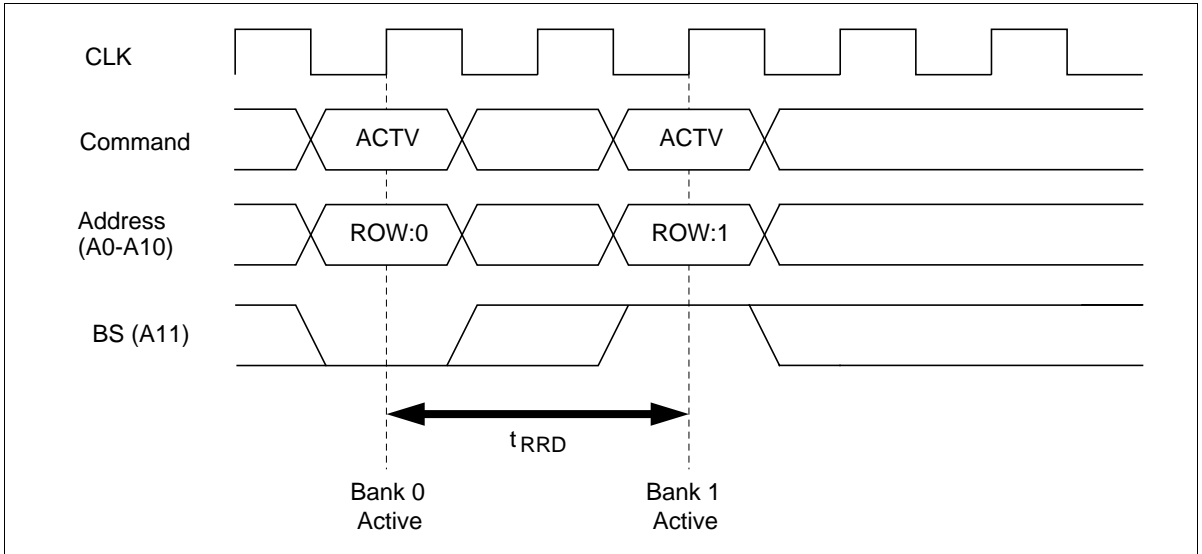 CLK
Command
ACTV
ACTV
Address
(A0-A10)
ROW:0
ROW:1
BS (A11)
tRRD
Bank 0
Active
Bank 1
Active